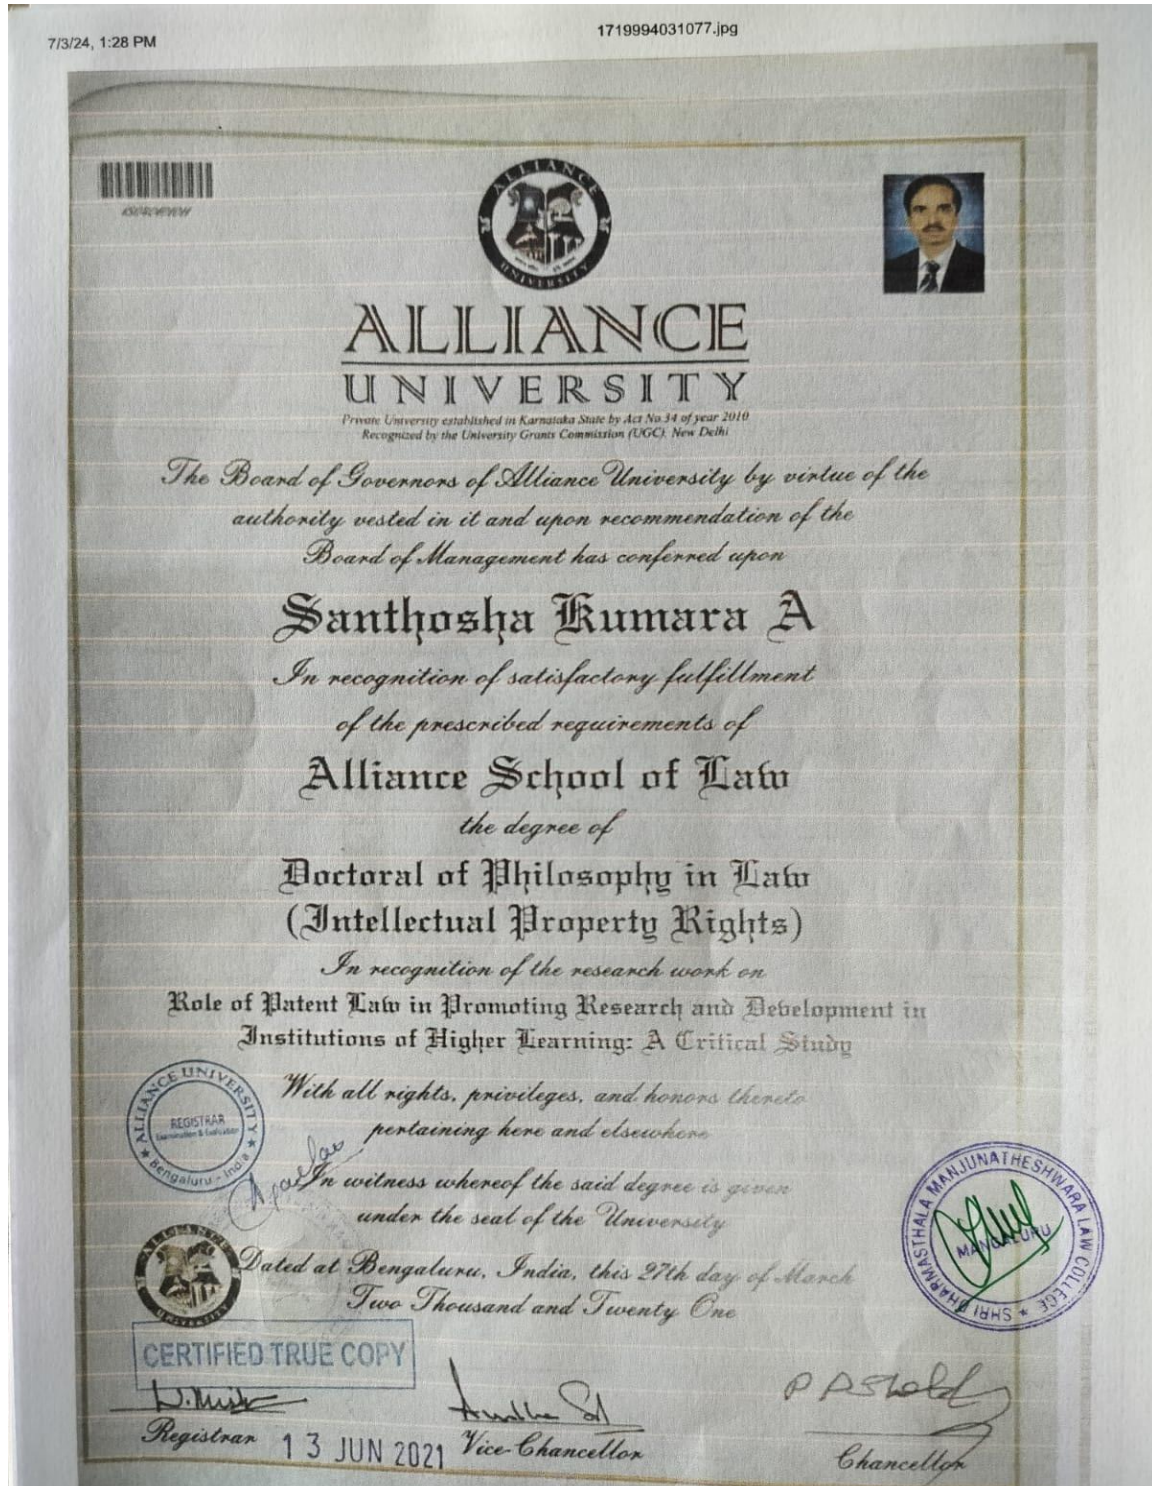 7/3/24, 1:28 PM
1719994031077.jpg
ALLIANCE
UNIVERSITY
ALLIANCE
UNIVERSITY
Private University established in Karnataka State by Act No.34 of year 2010
Recognized by the University Grants Commission (UGC), New Delhi
The Board of Governors of Alliance University by virtue of the
authority vested in it and upon recommendation of the
Board of Management has conferred upon
Santhosha Kumara A
In recognition of satisfactory fulfillment
of the prescribed requirements of
Alliance School of Law
the degree of
Doctoral of Philosophy in Law
(Intellectual Property Rights)
In recognition of the research work on
Role of Patent Law in Promoting Research and Development in
Institutions of Higher Learning: A Critical Study
With all rights, privileges, and honors thereto
pertaining here and elsewhere
In witness whereof the said degree is given
under the seal of the University
Dated at Bengaluru, India, this 27th day of March
Two Thousand and Twenty One
ALLIANCE UNIVERSITY
REGISTRAR
Examination & Evaluation
Bengaluru - India
SHRI DHARMASTHALA MANJUNATHESHWARA LAW COLLEGE
MANGALURU
ALLIANCE
UNIVERSITY
CERTIFIED TRUE COPY
Registrar
13 JUN 2021
Vice-Chancellor
Chancellor